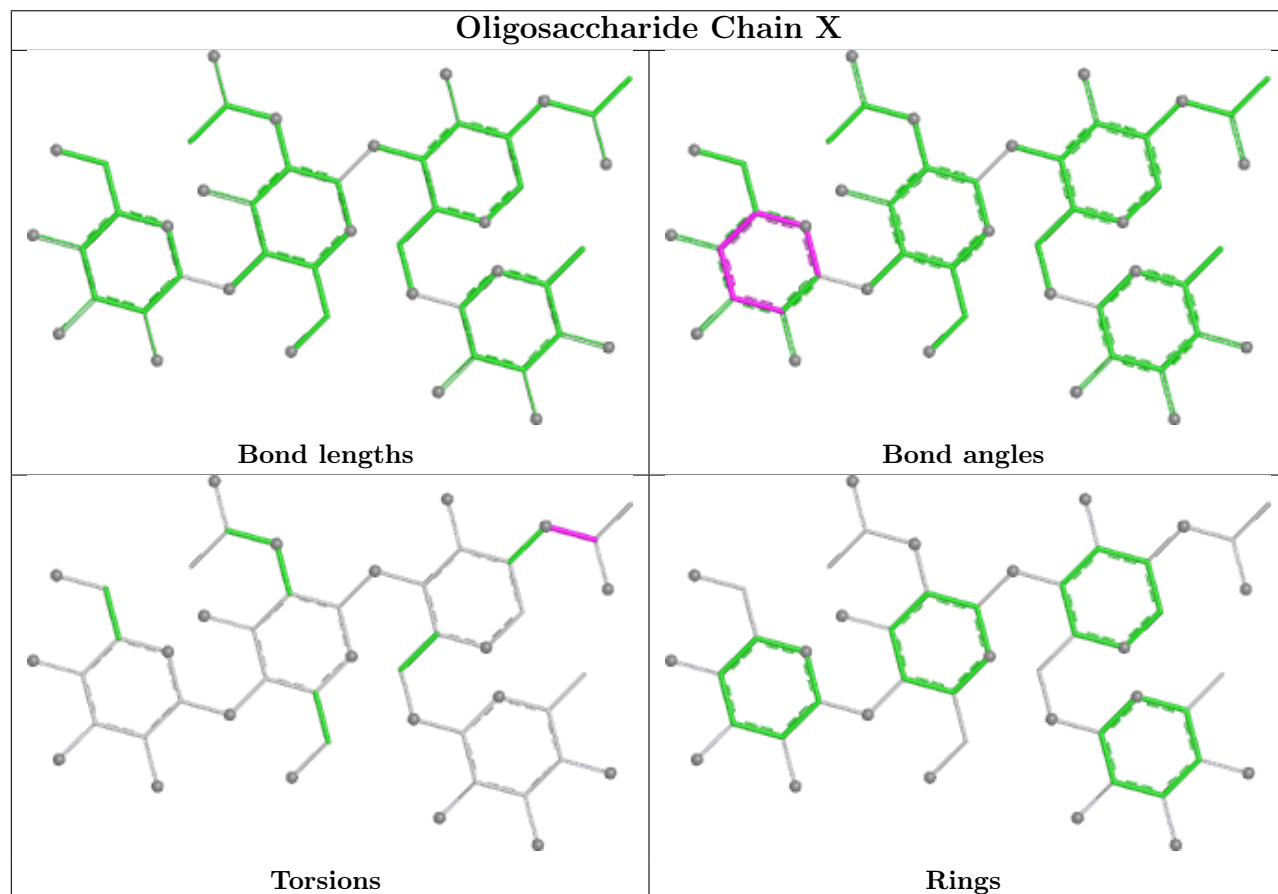 Oligosaccharide Chain X
Bond lengths
Bond angles
Torsions
Rings